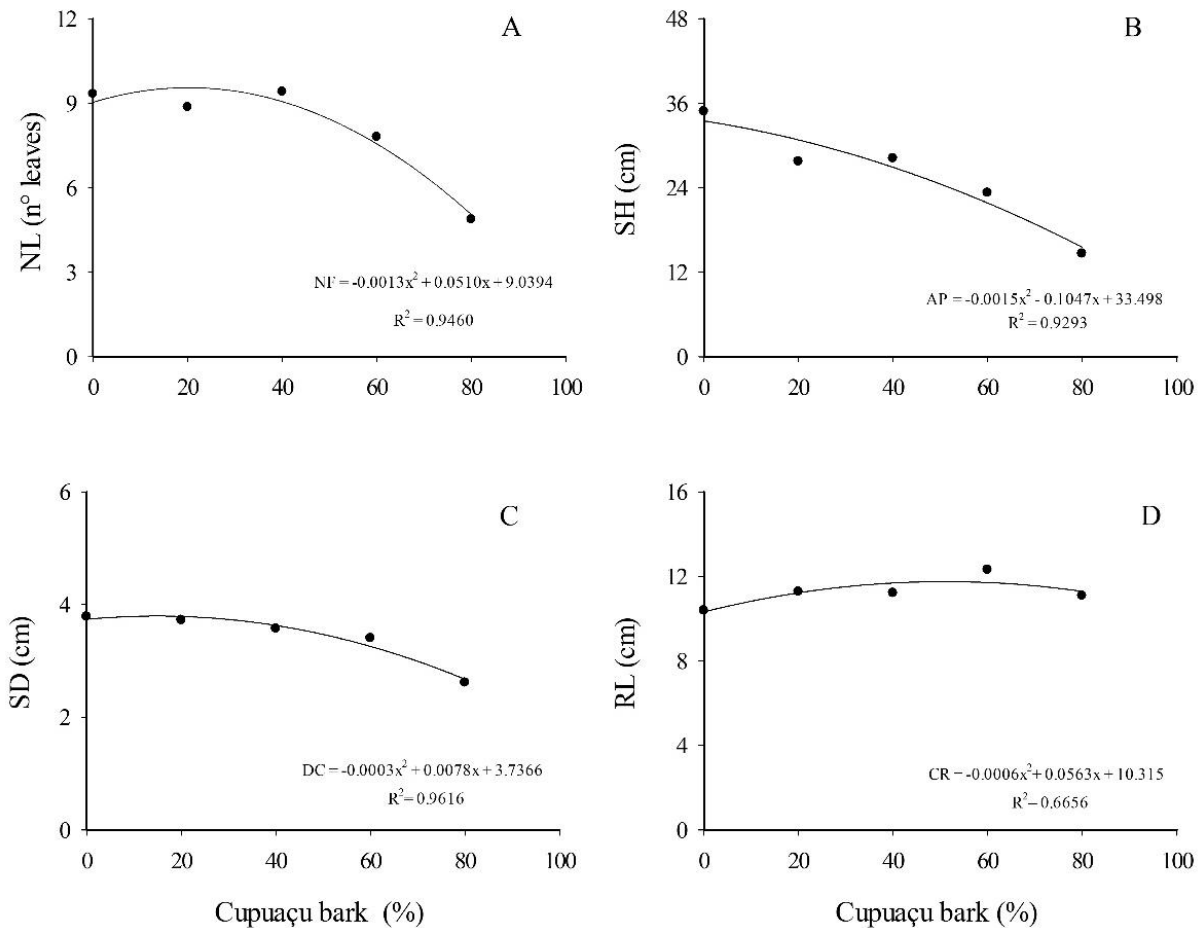 A
NL (n° leaves)
12
9
6
3
0
NF = -0.0013x² + 0.0510x + 9.0394
R² = 0.9460
0 20 40 60 80 100
B
SH (cm)
48
36
24
12
0
AP = -0.0015x² - 0.1047x + 33.498
R² = 0.9293
0 20 40 60 80 100
C
SD (cm)
6
4
2
0
DC = -0.0003x² + 0.0078x + 3.7366
R² = 0.9616
0 20 40 60 80 100
Cupuaçu bark (%)
D
RL (cm)
16
12
8
4
0
CR = -0.0006x² + 0.0563x + 10.315
R² = 0.6656
0 20 40 60 80 100
Cupuaçu bark (%)